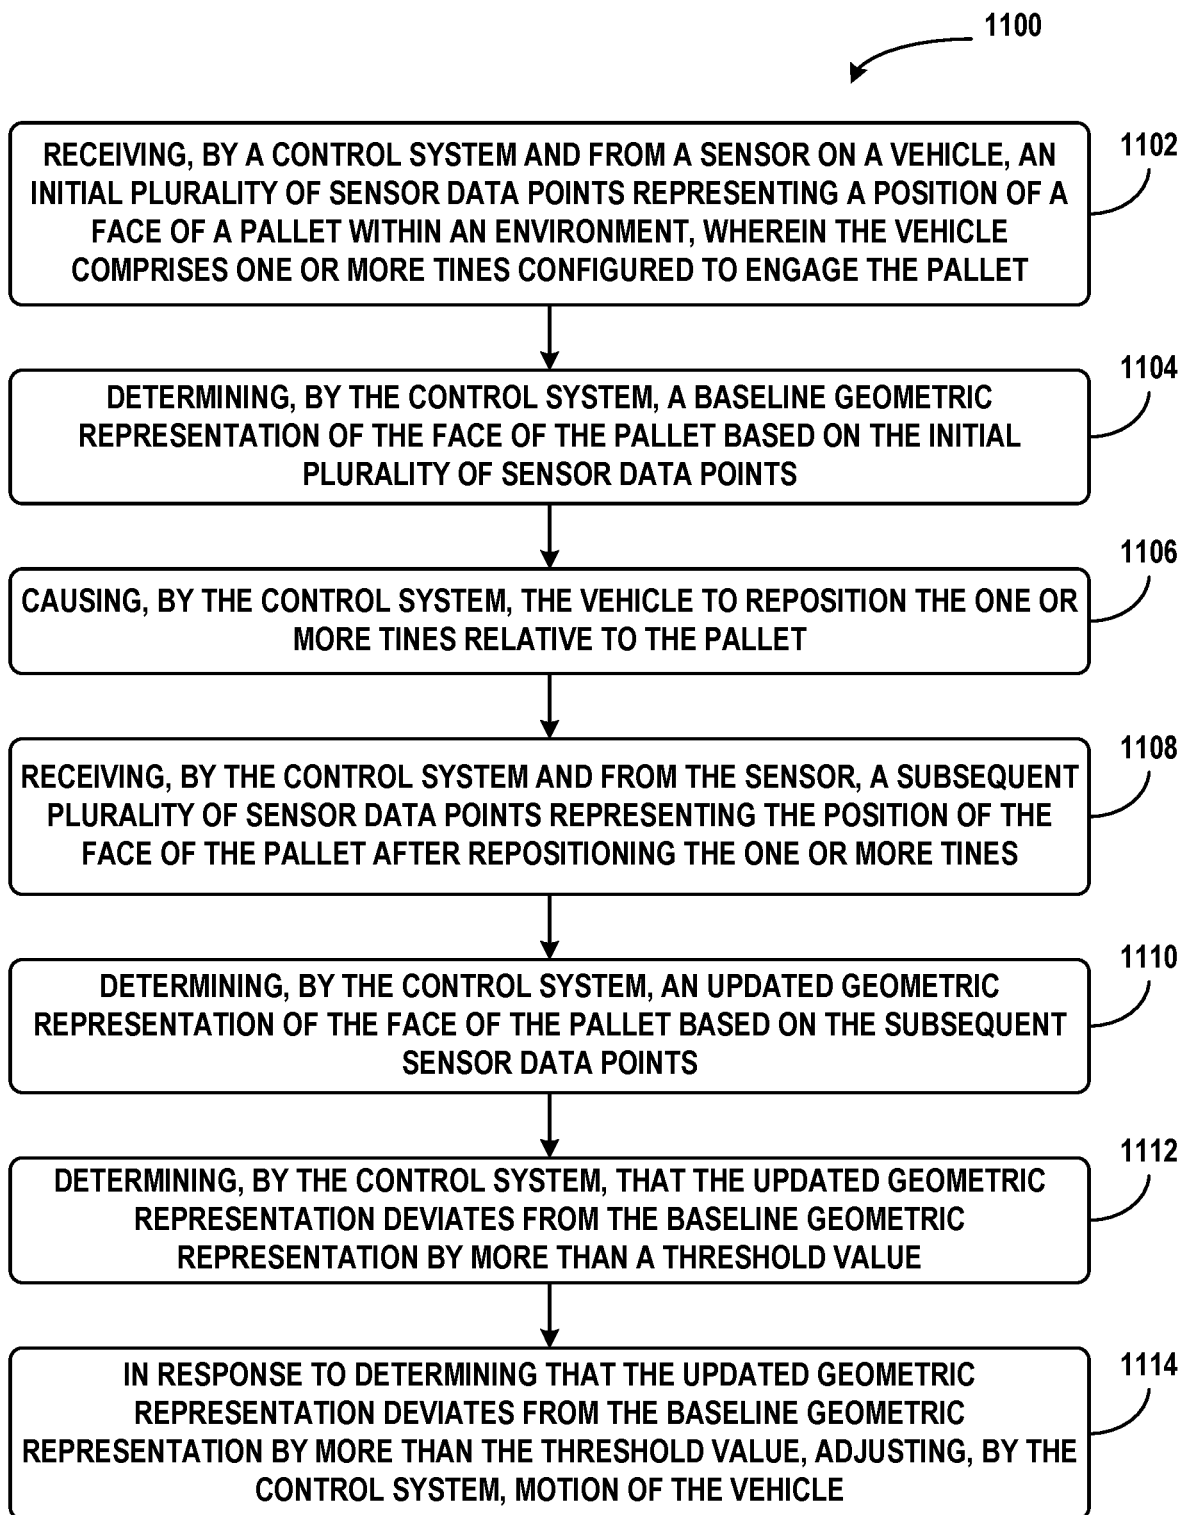 1100
RECEIVING, BY A CONTROL SYSTEM AND FROM A SENSOR ON A VEHICLE, AN
INITIAL PLURALITY OF SENSOR DATA POINTS REPRESENTING A POSITION OF A
FACE OF A PALLET WITHIN AN ENVIRONMENT, WHEREIN THE VEHICLE
COMPRISES ONE OR MORE TINES CONFIGURED TO ENGAGE THE PALLET
1102
DETERMINING, BY THE CONTROL SYSTEM, A BASELINE GEOMETRIC
REPRESENTATION OF THE FACE OF THE PALLET BASED ON THE INITIAL
PLURALITY OF SENSOR DATA POINTS
1104
CAUSING, BY THE CONTROL SYSTEM, THE VEHICLE TO REPOSITION THE ONE OR
MORE TINES RELATIVE TO THE PALLET
1106
RECEIVING, BY THE CONTROL SYSTEM AND FROM THE SENSOR, A SUBSEQUENT
PLURALITY OF SENSOR DATA POINTS REPRESENTING THE POSITION OF THE
FACE OF THE PALLET AFTER REPOSITIONING THE ONE OR MORE TINES
1108
DETERMINING, BY THE CONTROL SYSTEM, AN UPDATED GEOMETRIC
REPRESENTATION OF THE FACE OF THE PALLET BASED ON THE SUBSEQUENT
SENSOR DATA POINTS
1110
DETERMINING, BY THE CONTROL SYSTEM, THAT THE UPDATED GEOMETRIC
REPRESENTATION DEVIATES FROM THE BASELINE GEOMETRIC
REPRESENTATION BY MORE THAN A THRESHOLD VALUE
1112
IN RESPONSE TO DETERMINING THAT THE UPDATED GEOMETRIC
REPRESENTATION DEVIATES FROM THE BASELINE GEOMETRIC
REPRESENTATION BY MORE THAN THE THRESHOLD VALUE, ADJUSTING, BY THE
CONTROL SYSTEM, MOTION OF THE VEHICLE
1114